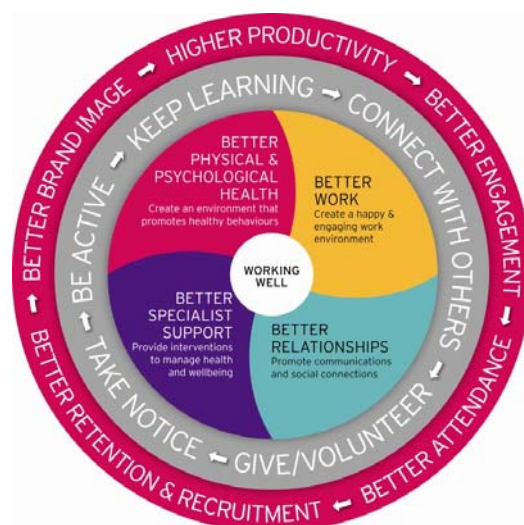 HIGHER PRODUCTIVITY
BETTER ENGAGEMENT
BETTER ATTENDANCE
BETTER RETENTION & RECRUITMENT
BETTER BRAND IMAGE
KEEP LEARNING
CONNECT WITH OTHERS
GIVE/VOLUNTEER
TAKE NOTICE
BE ACTIVE
BETTER
PHYSICAL &
PSYCHOLOGICAL
HEALTH
Create an environment that
promotes healthy behaviours
BETTER
WORK
Create a happy &
engaging work
environment
WORKING
WELL
BETTER
SPECIALIST
SUPPORT
Provide interventions
to manage health
and wellbeing
BETTER
RELATIONSHIPS
Promote communications
and social connections